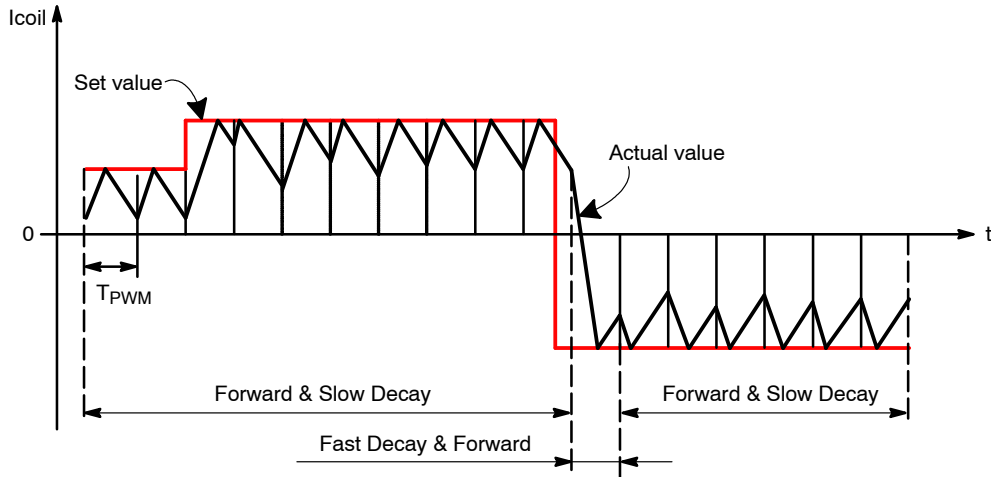 Icoil
Set value
Actual value
0
t
TPWM
Forward & Slow Decay
Forward & Slow Decay
Fast Decay & Forward